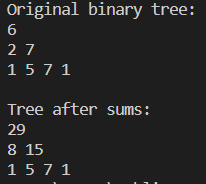 Original binary tree:
6
2 7
1 5 7 1
Tree after sums:
29
8 15
1 5 7 1